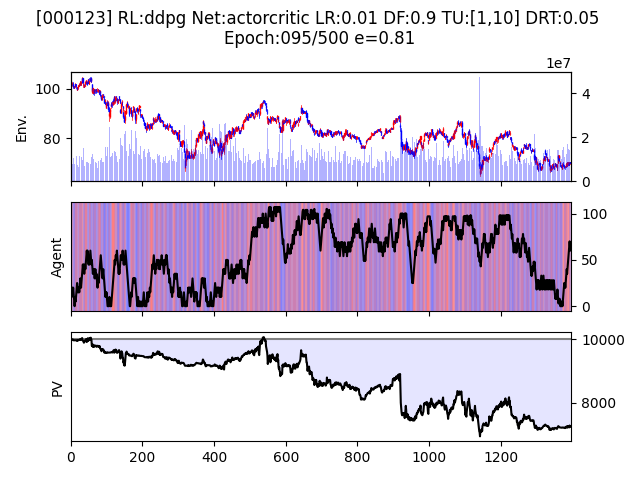 [000123] RL:ddpg Net:actorcritic LR:0.01 DF:0.9 TU:[1,10] DRT:0.05
Epoch:095/500 e=0.81
1e7
Env.
100
80
4
2
0
Agent
100
50
0
PV
10000
8000
0 200 400 600 800 1000 1200